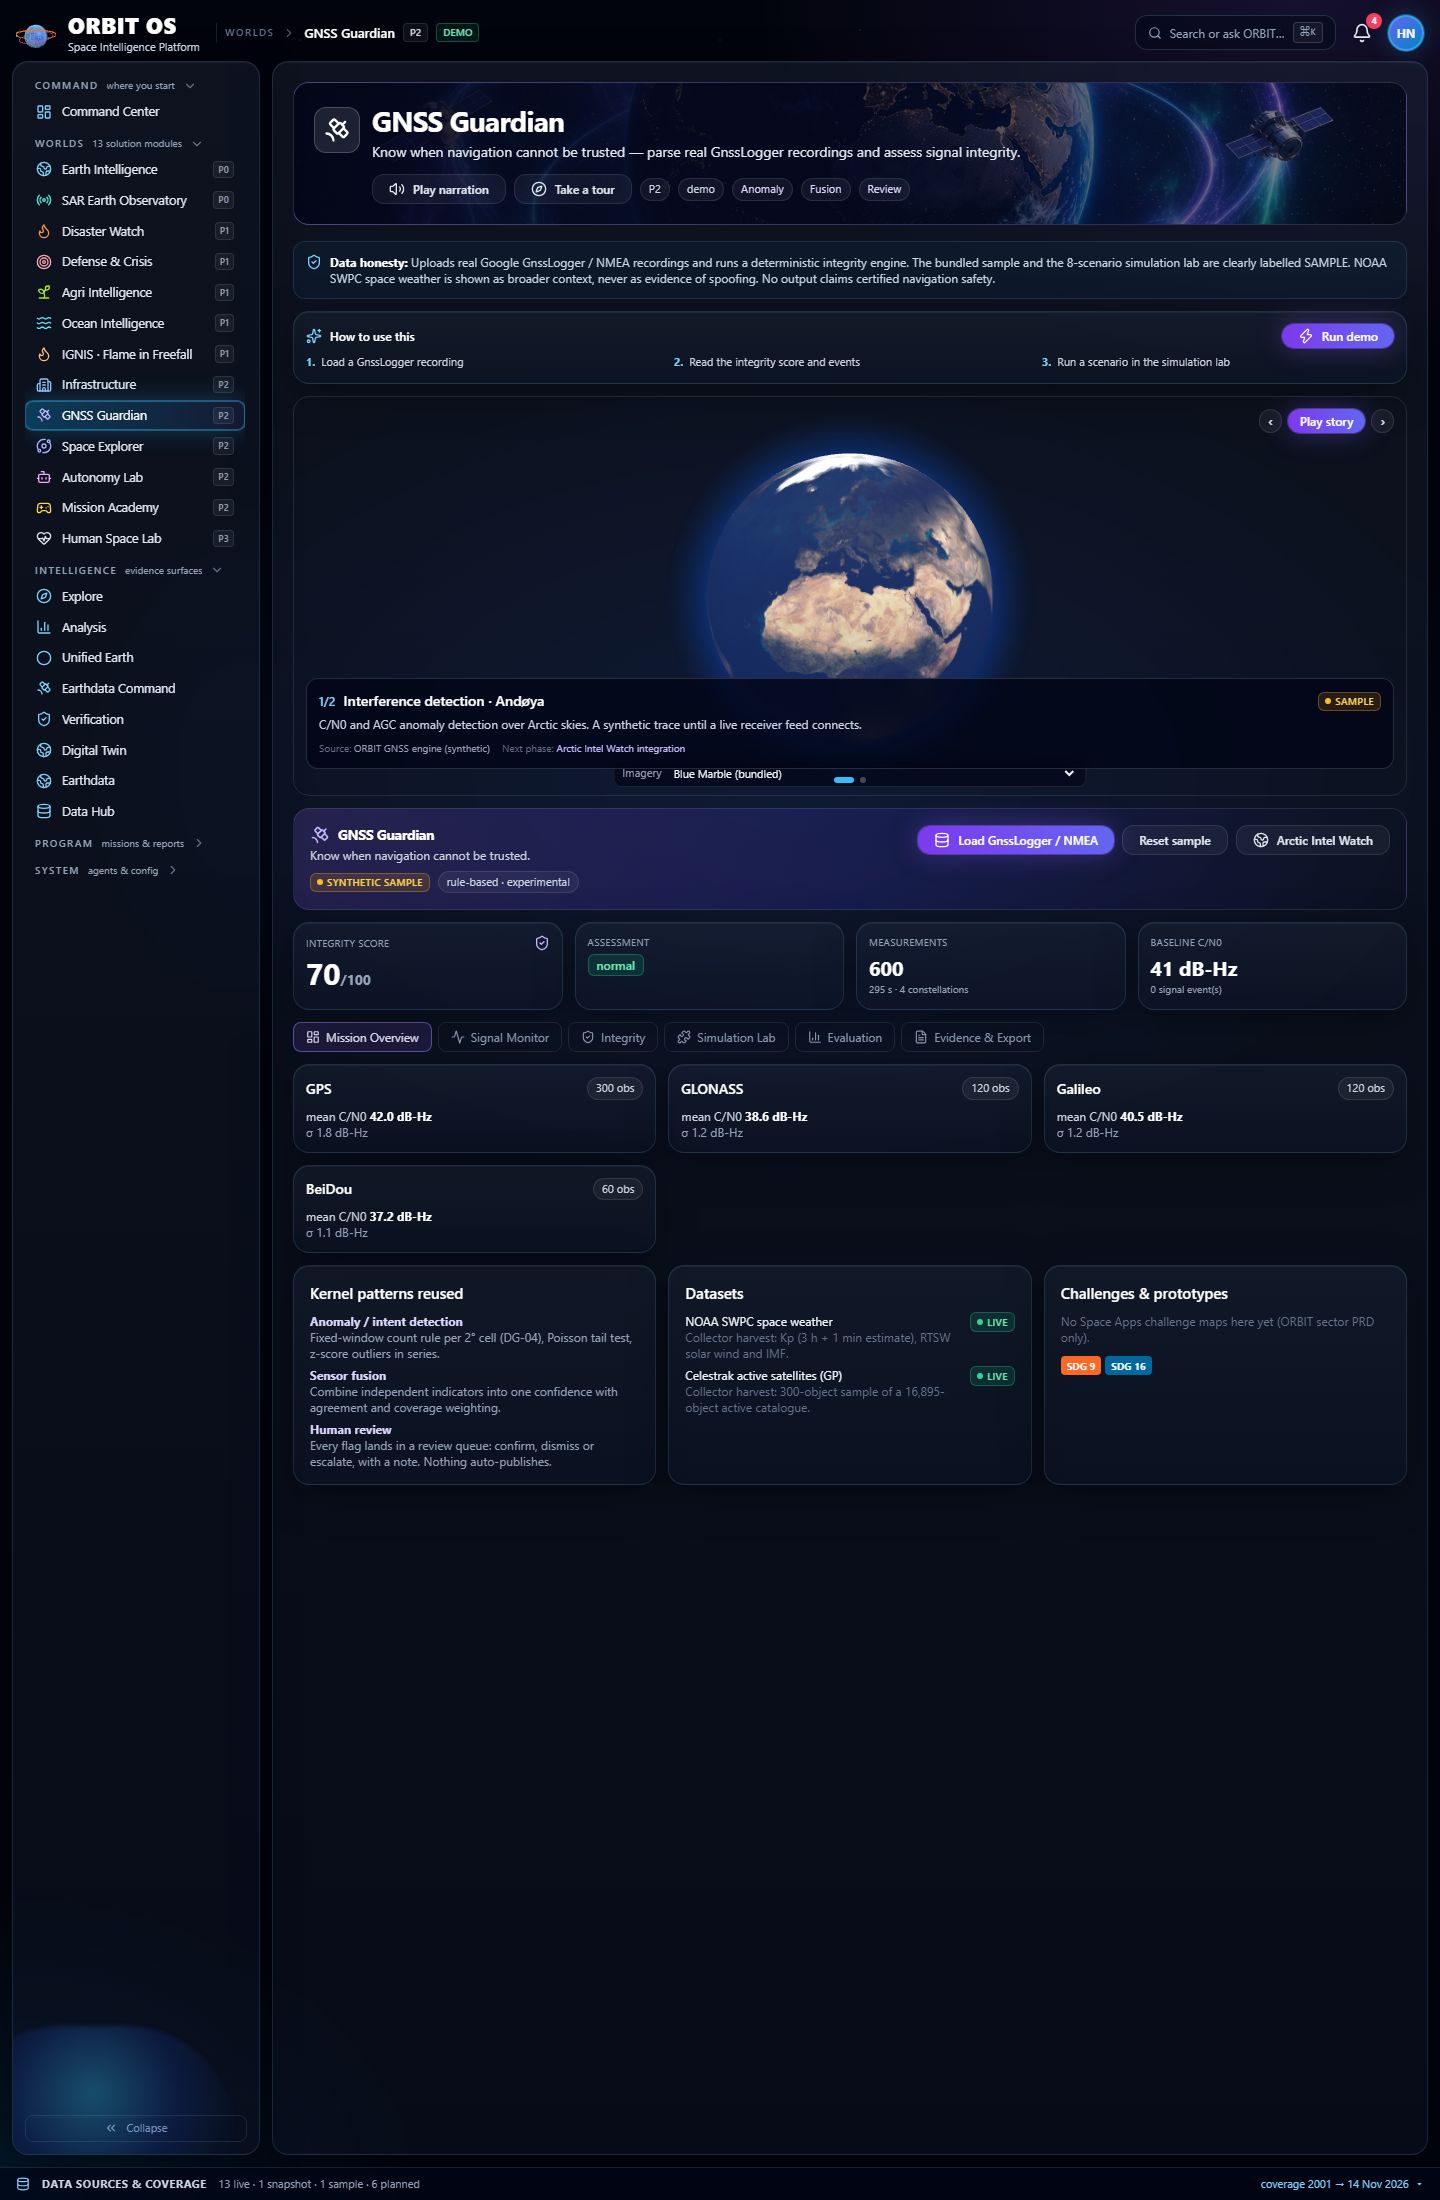 ORBIT OS
Space Intelligence Platform
WORLDS
GNSS Guardian
P2
DEMO
Search or ask ORBIT...
⌘K
4
HN
COMMAND where you start
Command Center
WORLDS 13 solution modules
Earth Intelligence P0
SAR Earth Observatory P0
Disaster Watch P1
Defense & Crisis P1
Agri Intelligence P1
Ocean Intelligence P1
IGNIS · Flame in Freefall P1
Infrastructure P2
GNSS Guardian P2
Space Explorer P2
Autonomy Lab P2
Mission Academy P2
Human Space Lab P3
INTELLIGENCE evidence surfaces
Explore
Analysis
Unified Earth
Earthdata Command
Verification
Digital Twin
Earthdata
Data Hub
PROGRAM missions & reports
SYSTEM agents & config
Collapse
GNSS Guardian
Know when navigation cannot be trusted — parse real GnssLogger recordings and assess signal integrity.
Play narration
Take a tour
P2
demo
Anomaly
Fusion
Review
Data honesty: Uploads real Google GnssLogger / NMEA recordings and runs a deterministic integrity engine. The bundled sample and the 8-scenario simulation lab are clearly labelled SAMPLE. NOAA
SWPC space weather is shown as broader context, never as evidence of spoofing. No output claims certified navigation safety.
How to use this
Run demo
1. Load a GnssLogger recording
2. Read the integrity score and events
3. Run a scenario in the simulation lab
‹
Play story
›
1/2 Interference detection · Andøya
SAMPLE
C/N0 and AGC anomaly detection over Arctic skies. A synthetic trace until a live receiver feed connects.
Source: ORBIT GNSS engine (synthetic) Next phase: Arctic Intel Watch integration
Imagery Blue Marble (bundled)
GNSS Guardian
Know when navigation cannot be trusted.
SYNTHETIC SAMPLE
rule-based · experimental
Load GnssLogger / NMEA
Reset sample
Arctic Intel Watch
INTEGRITY SCORE
70/100
ASSESSMENT
normal
MEASUREMENTS
600
295 s · 4 constellations
BASELINE C/N0
41 dB-Hz
0 signal event(s)
Mission Overview
Signal Monitor
Integrity
Simulation Lab
Evaluation
Evidence & Export
GPS
300 obs
mean C/N0 42.0 dB-Hz
σ 1.8 dB-Hz
GLONASS
120 obs
mean C/N0 38.6 dB-Hz
σ 1.2 dB-Hz
Galileo
120 obs
mean C/N0 40.5 dB-Hz
σ 1.2 dB-Hz
BeiDou
60 obs
mean C/N0 37.2 dB-Hz
σ 1.1 dB-Hz
Kernel patterns reused
Anomaly / intent detection
Fixed-window count rule per 2° cell (DG-04), Poisson tail test,
z-score outliers in series.
Sensor fusion
Combine independent indicators into one confidence with
agreement and coverage weighting.
Human review
Every flag lands in a review queue: confirm, dismiss or
escalate, with a note. Nothing auto-publishes.
Datasets
NOAA SWPC space weather
LIVE
Collector harvest: Kp (3 h + 1 min estimate), RTSW
solar wind and IMF.
Celestrak active satellites (GP)
LIVE
Collector harvest: 300-object sample of a 16,895-
object active catalogue.
Challenges & prototypes
No Space Apps challenge maps here yet (ORBIT sector PRD
only).
SDG 9
SDG 16
DATA SOURCES & COVERAGE 13 live · 1 snapshot · 1 sample · 6 planned
coverage 2001 → 14 Nov 2026